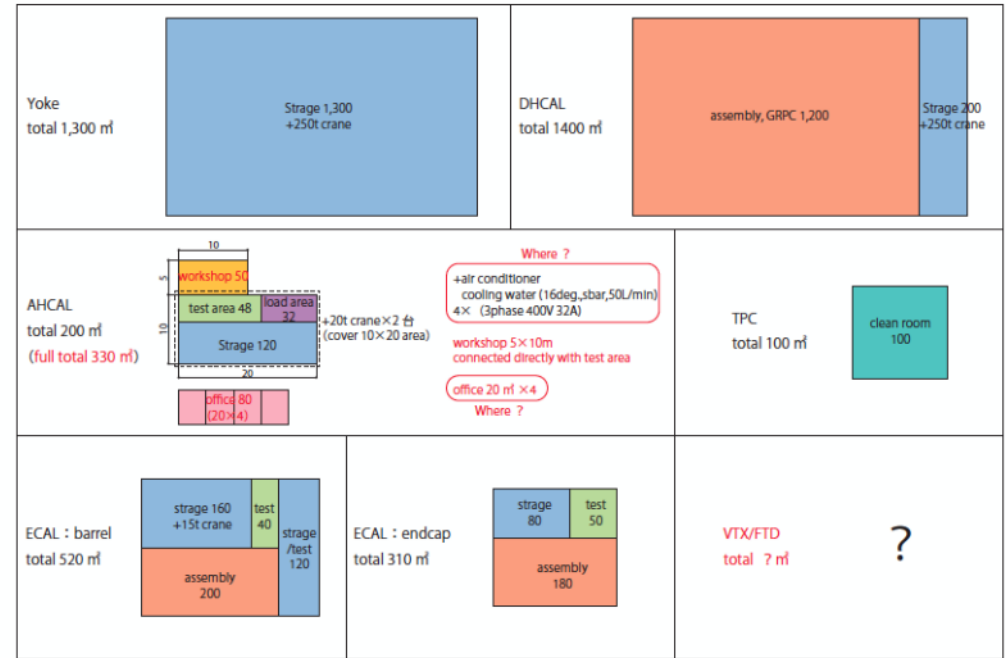 Yoke
total 1,300 ㎡
Strage 1,300
+250t crane
DHCAL
total 1400 ㎡
assembly, GRPC 1,200
Strage 200
+250t crane
AHCAL
total 200 ㎡
(full total 330 ㎡)
10
5
workshop 50
10
test area 48
load area
32
Strage 120
20
+20t crane×2 台
(cover 10×20 area)
office 80
(20×4)
Where ?
+air conditioner
cooling water (16deg.,sbar,50L/min)
4× (3phase 400V 32A)
workshop 5×10m
connected directly with test area
office 20 ㎡ ×4
Where ?
TPC
total 100 ㎡
clean room
100
ECAL：barrel
total 520 ㎡
strage 160
+15t crane
test
40
strage
/test
120
assembly
200
ECAL：endcap
total 310 ㎡
strage
80
test
50
assembly
180
VTX/FTD
total ? ㎡
?